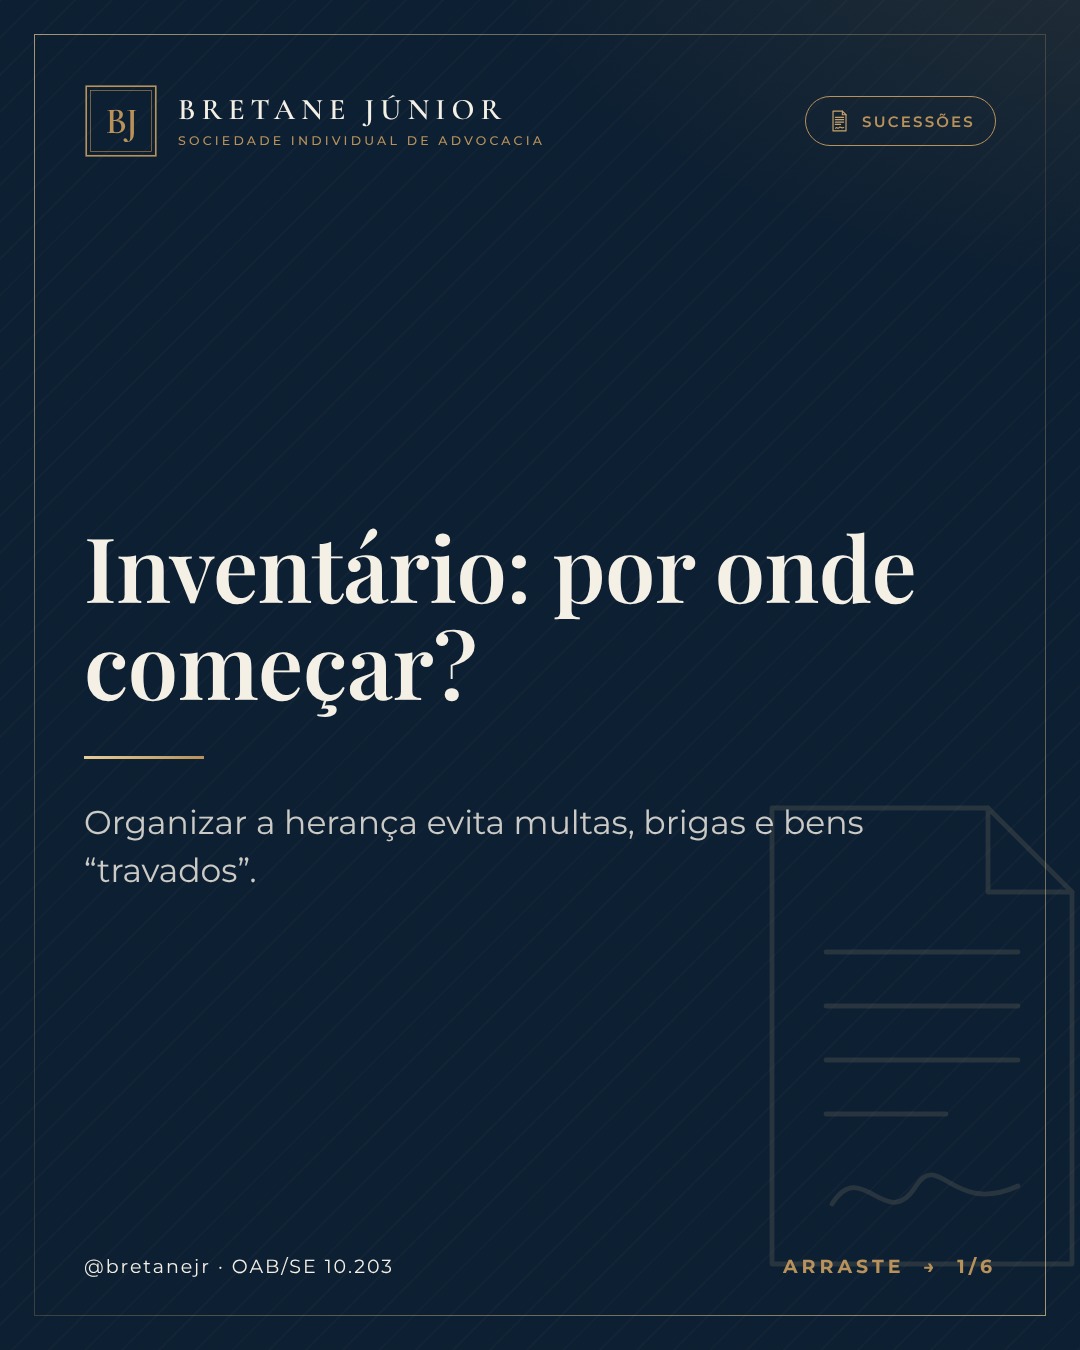 BJ
BRETANE JÚNIOR
SOCIEDADE INDIVIDUAL DE ADVOCACIA
SUCESSÕES
Inventário: por onde
começar?
Organizar a herança evita multas, brigas e bens
“travados”.
@bretanejr · OAB/SE 10.203
ARRASTE → 1/6